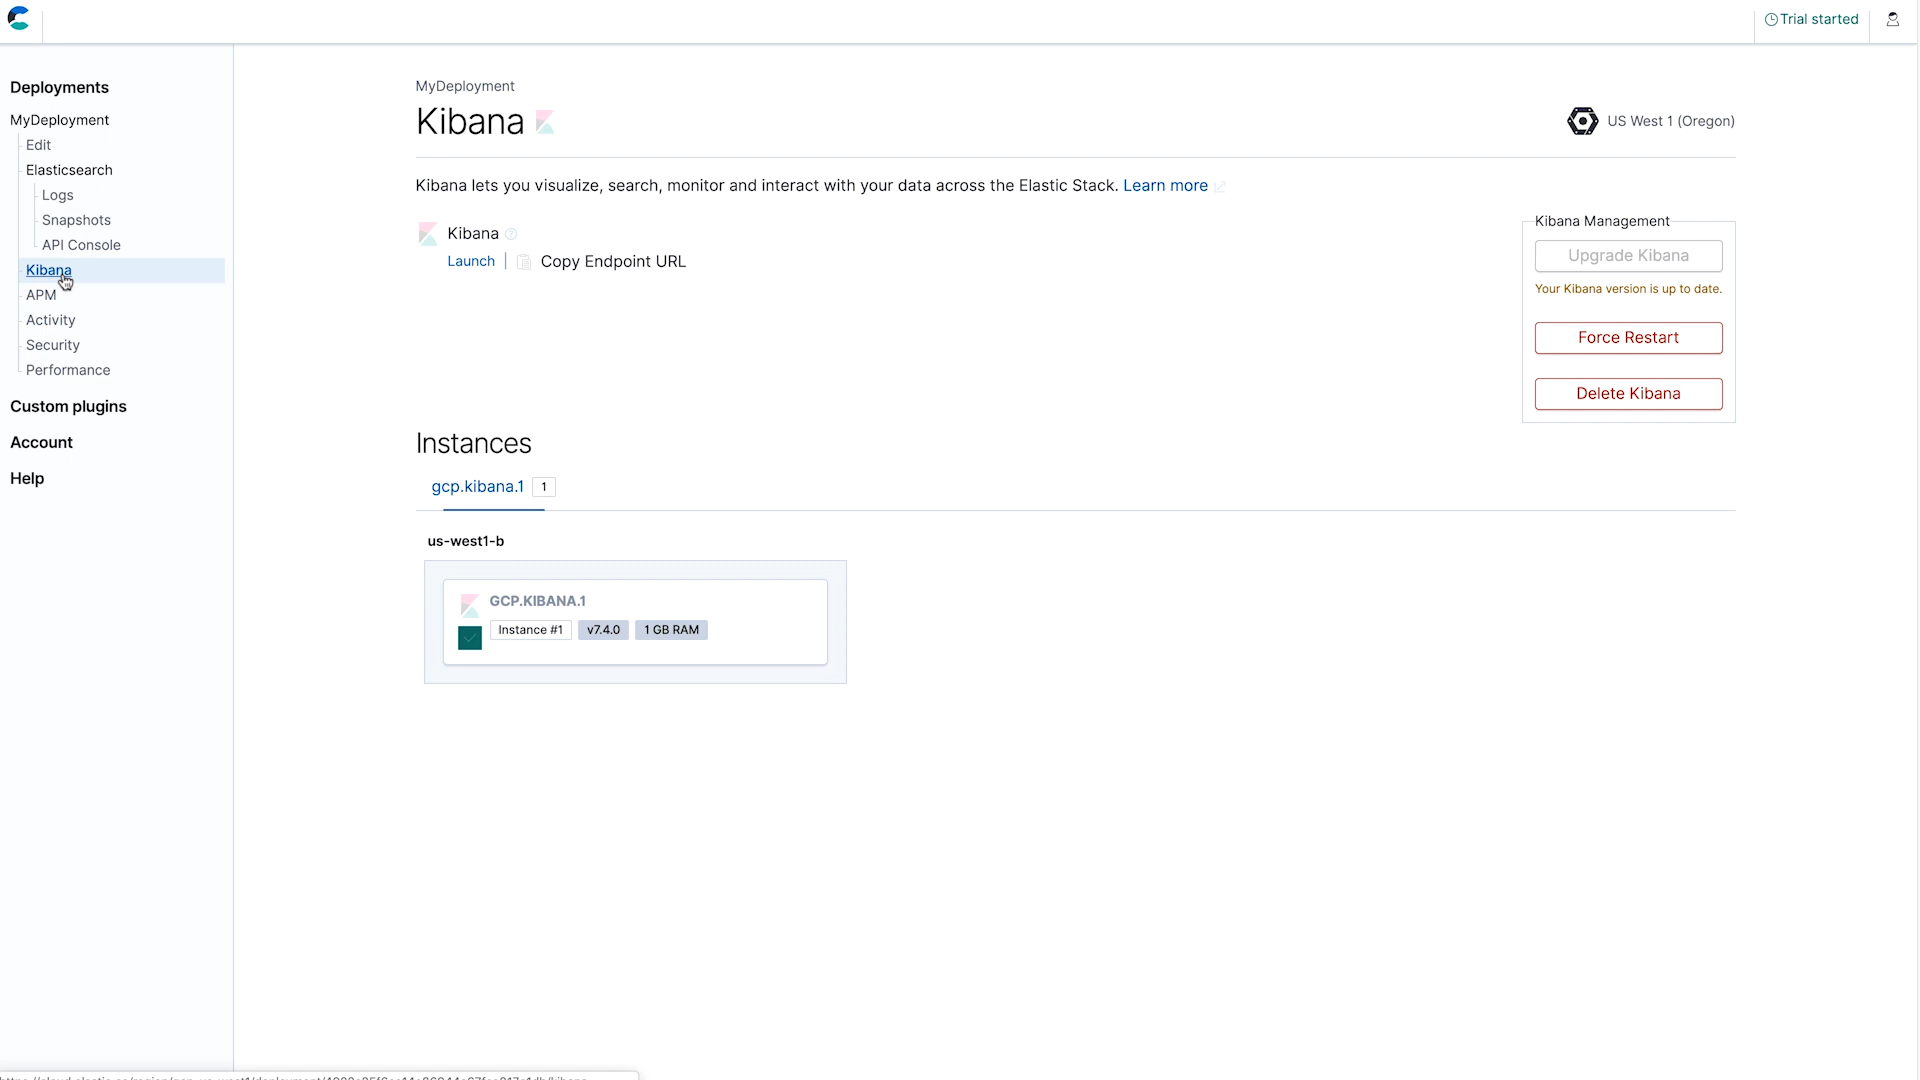 Trial started
Deployments
MyDeployment
Edit
Elasticsearch
Logs
Snapshots
API Console
Kibana
APM
Activity
Security
Performance
Custom plugins
Account
Help
MyDeployment
Kibana
US West 1 (Oregon)
Kibana lets you visualize, search, monitor and interact with your data across the Elastic Stack. Learn more
Kibana
Launch | Copy Endpoint URL
Kibana Management
Upgrade Kibana
Your Kibana version is up to date.
Force Restart
Delete Kibana
Instances
gcp.kibana.1 1
us-west1-b
GCP.KIBANA.1
Instance #1 v7.4.0 1 GB RAM